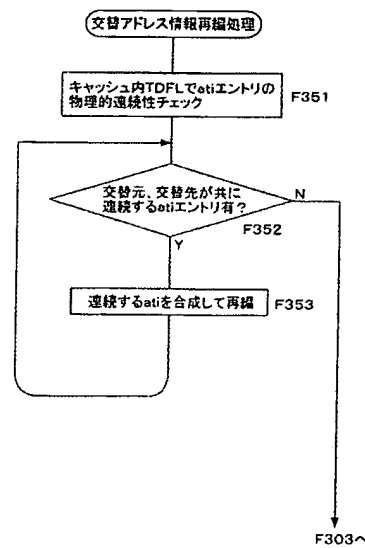 交替アドレス情報再編処理
キャッシュ内TDFLでatiエントリの
物理的連続性チェック
F351
交替元、交替先が共に
連続するatiエントリ有?
N
F352
Y
連続するatiを合成して再編
F353
F303へ